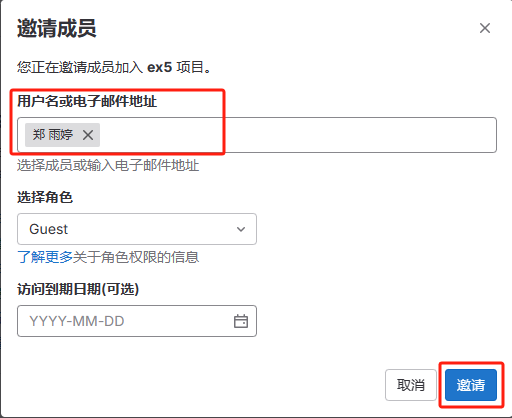 邀请成员
您正在邀请成员加入 ex5 项目。
用户名或电子邮件地址
郑 雨婷
选择成员或输入电子邮件地址
选择角色
Guest
了解更多关于角色权限的信息
访问到期日期(可选)
YYYY-MM-DD
取消 邀请